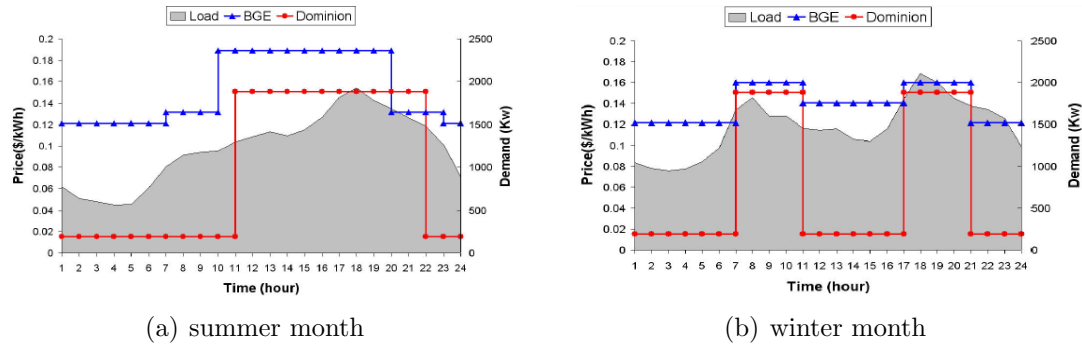 Load BGE Dominion
0.2
0.18
0.16
0.14
0.12
0.1
0.08
0.06
0.04
0.02
0
Price($/kWh)
2500
2000
1500
1000
500
0
Demand (Kw)
1 2 3 4 5 6 7 8 9 10 11 12 13 14 15 16 17 18 19 20 21 22 23 24
Time (hour)
(a) summer month
Load BGE Dominion
0.2
0.18
0.16
0.14
0.12
0.1
0.08
0.06
0.04
0.02
0
Price($/kWh)
2500
2000
1500
1000
500
0
Demand (Kw)
1 2 3 4 5 6 7 8 9 10 11 12 13 14 15 16 17 18 19 20 21 22 23 24
Time (hour)
(b) winter month